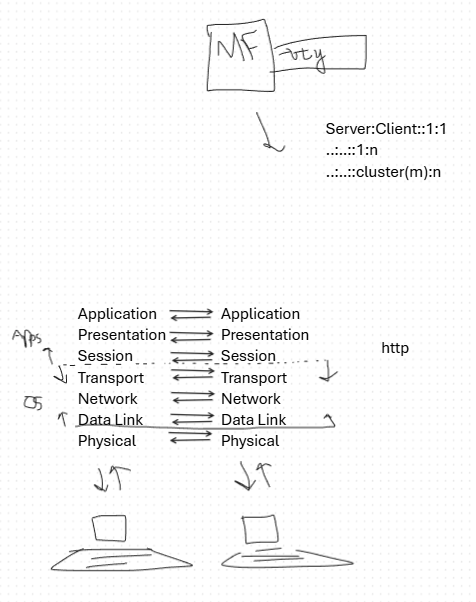 MF vty
Server:Client::1:1
..:..::1:n
..:..::cluster(m):n
Application Application
Presentation Presentation
Apps
Session Session
http
Transport Transport
OS
Network Network
Data Link Data Link
Physical Physical